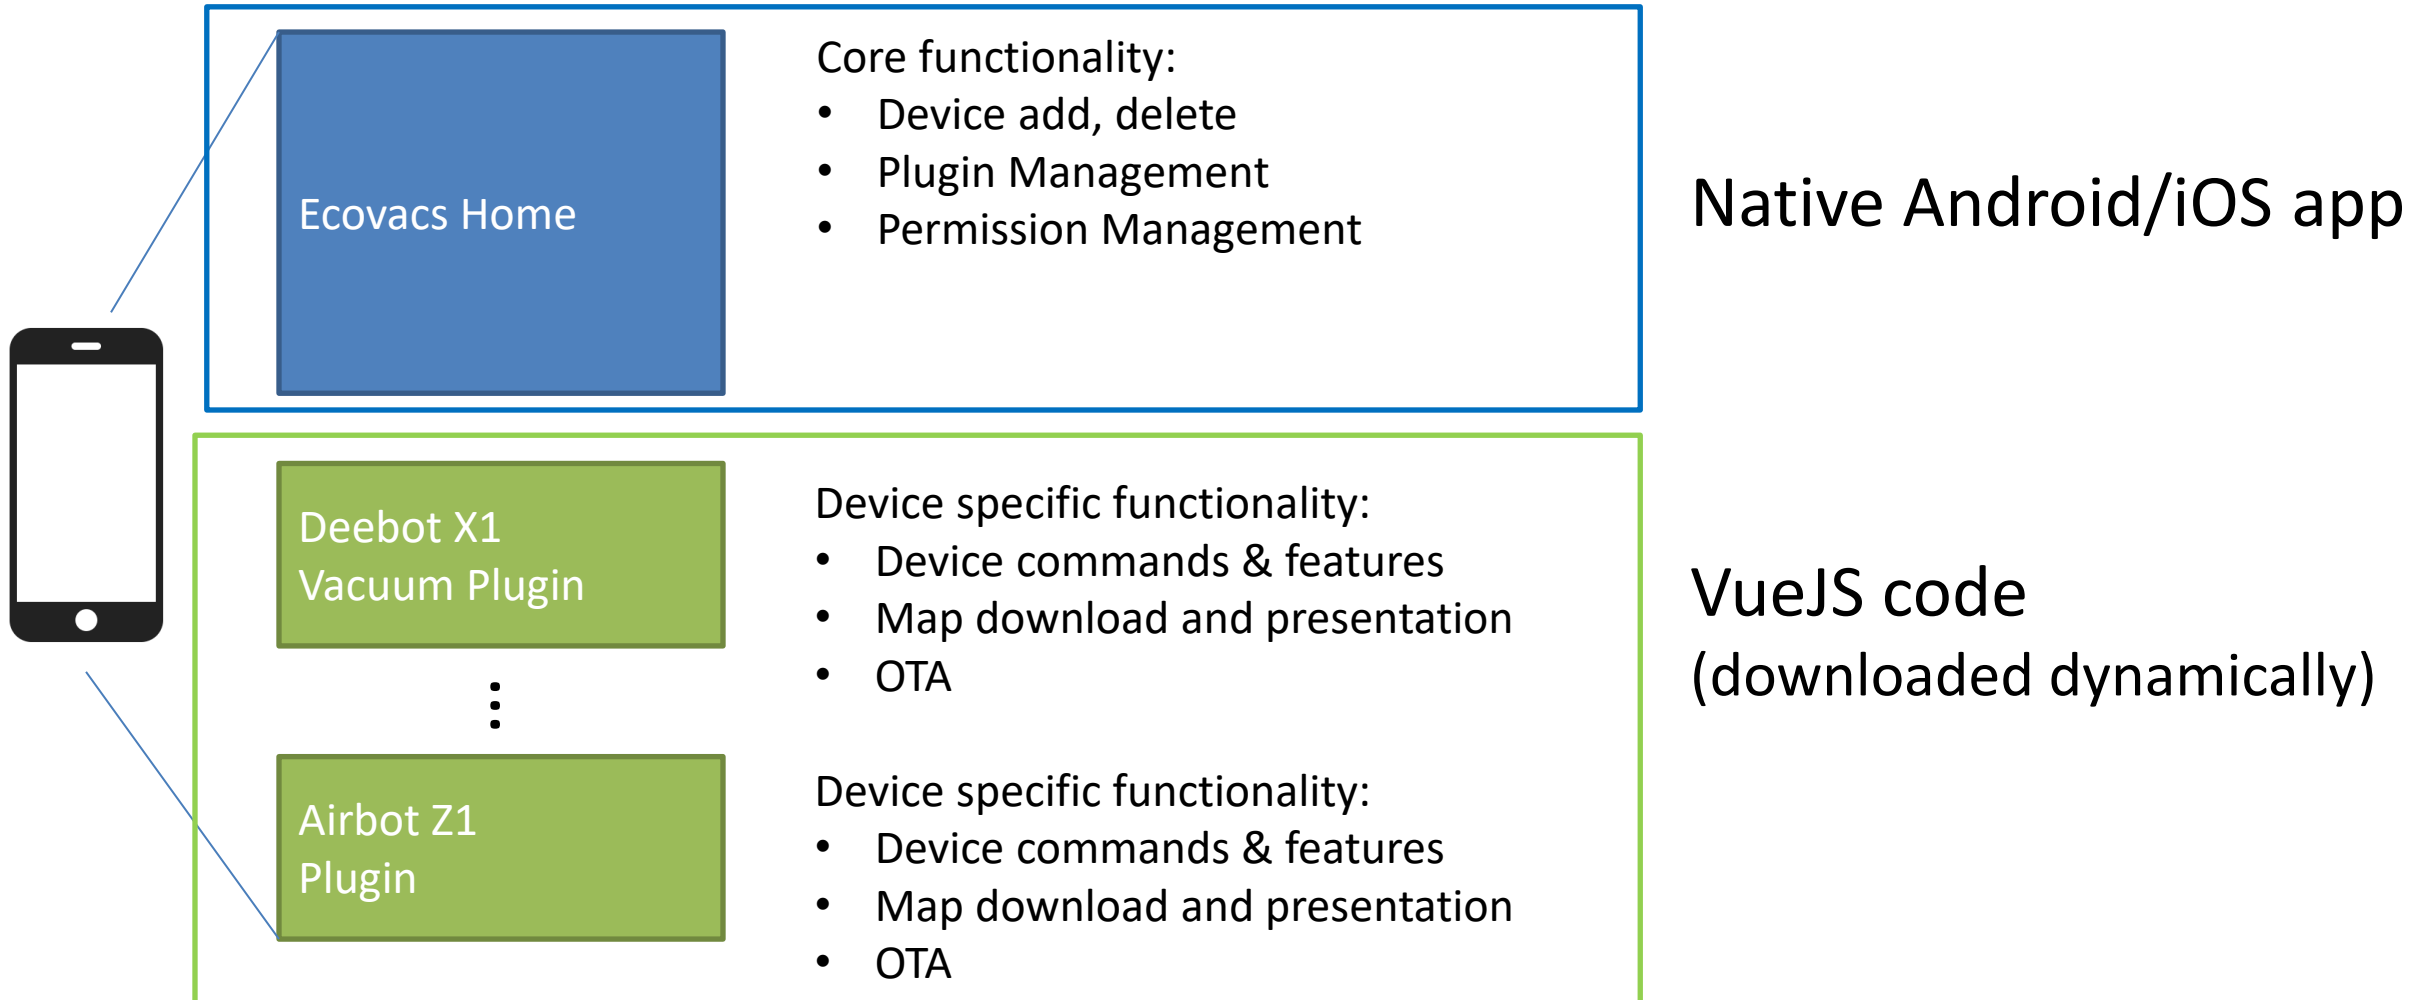 Ecovacs Home
Core functionality:
• Device add, delete
• Plugin Management
• Permission Management
Native Android/iOS app
Deebot X1
Vacuum Plugin
Device specific functionality:
• Device commands & features
• Map download and presentation
• OTA
VueJS code
(downloaded dynamically)
Airbot Z1
Plugin
Device specific functionality:
• Device commands & features
• Map download and presentation
• OTA